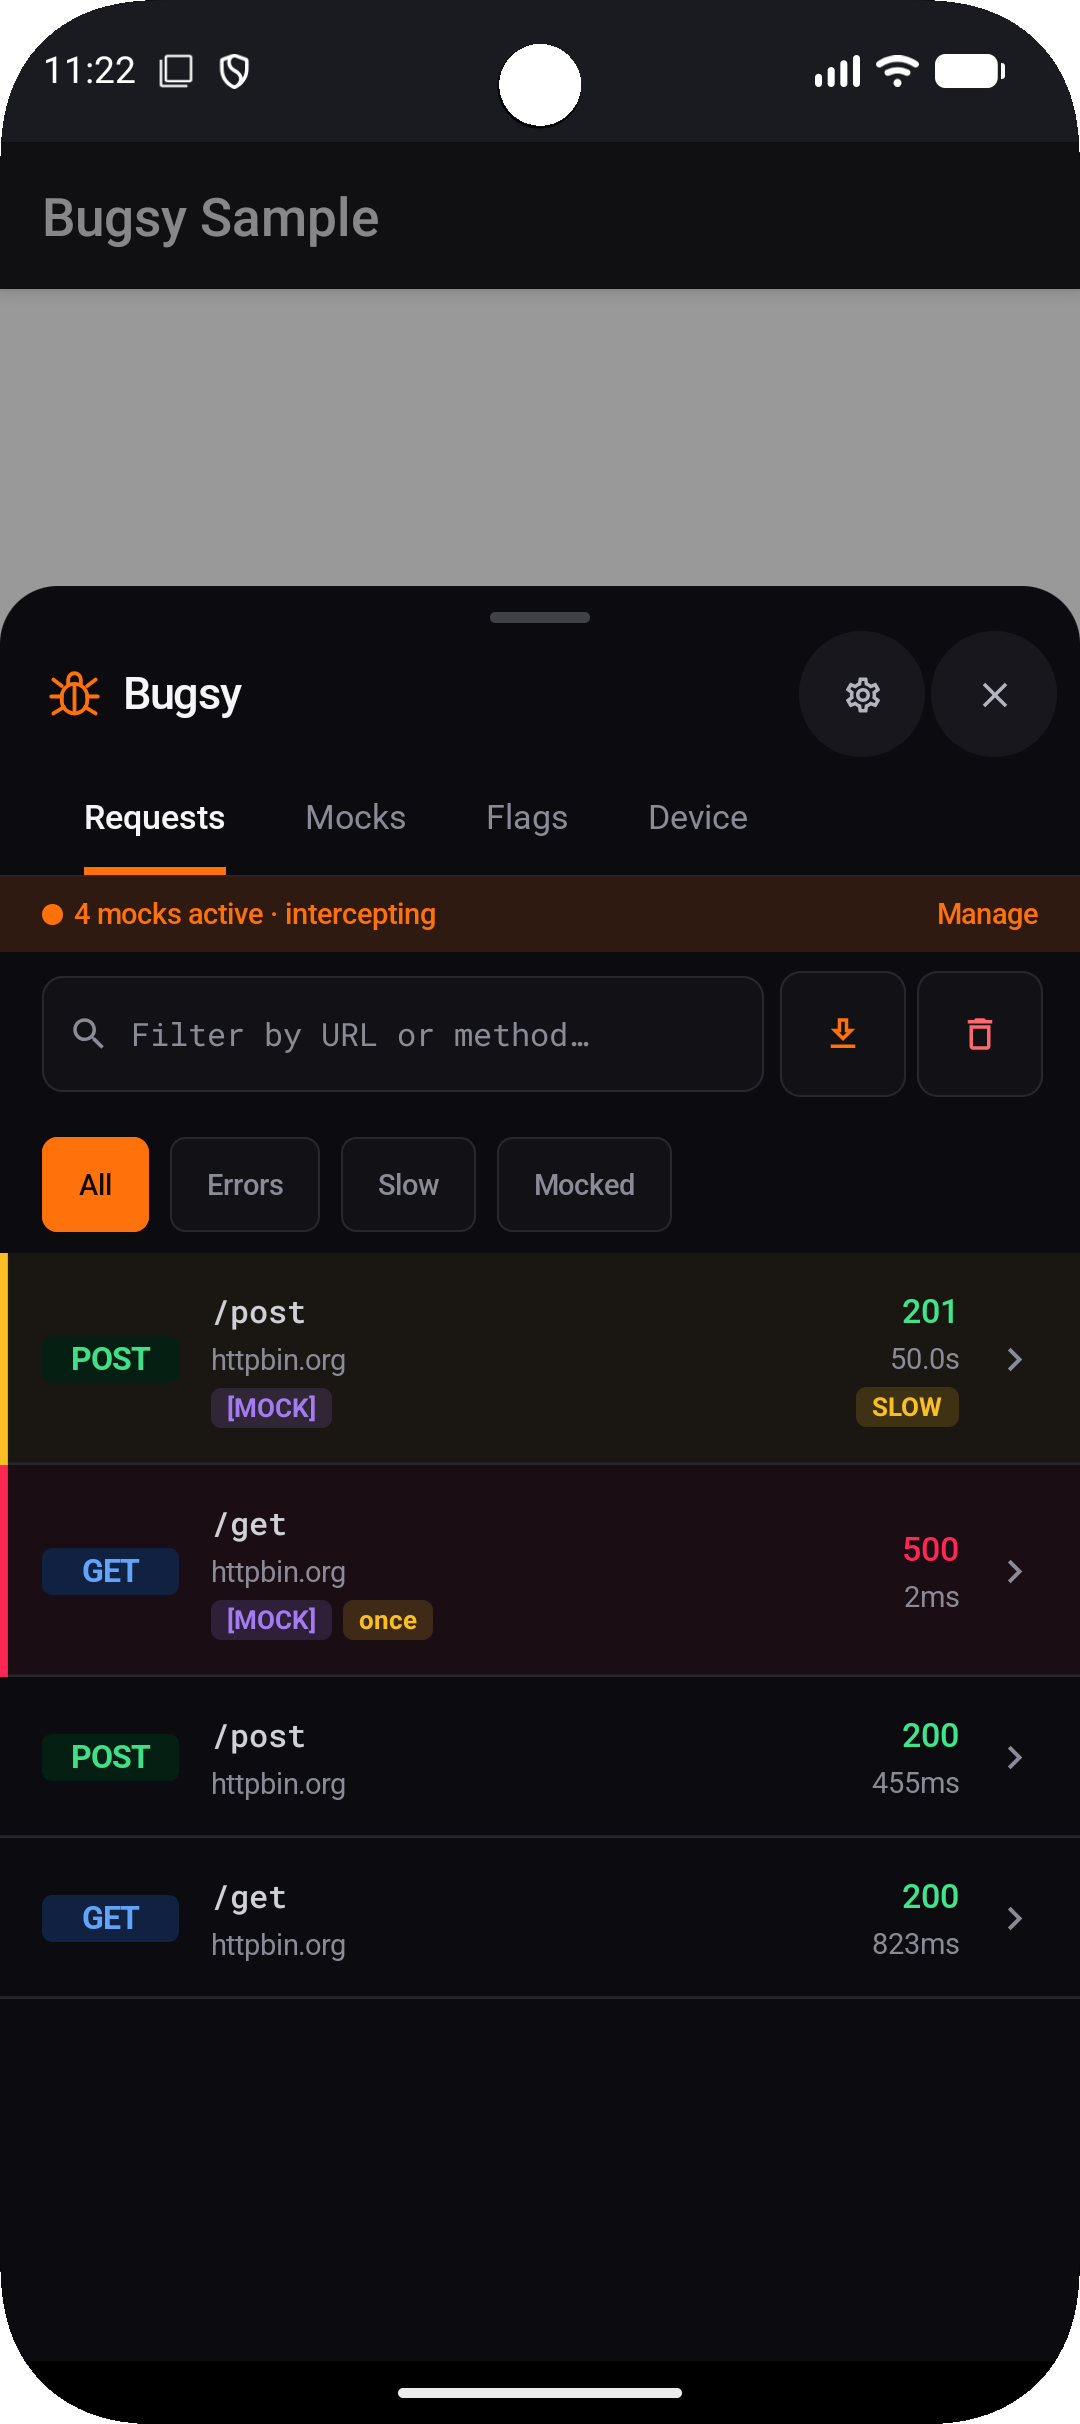 11:22
Bugsy Sample
Bugsy
Requests Mocks Flags Device
4 mocks active · intercepting Manage
Filter by URL or method…
All Errors Slow Mocked
/post 201
POST httpbin.org 50.0s
[MOCK] SLOW
/get 500
GET httpbin.org 2ms
[MOCK] once
/post 200
POST httpbin.org 455ms
/get 200
GET httpbin.org 823ms